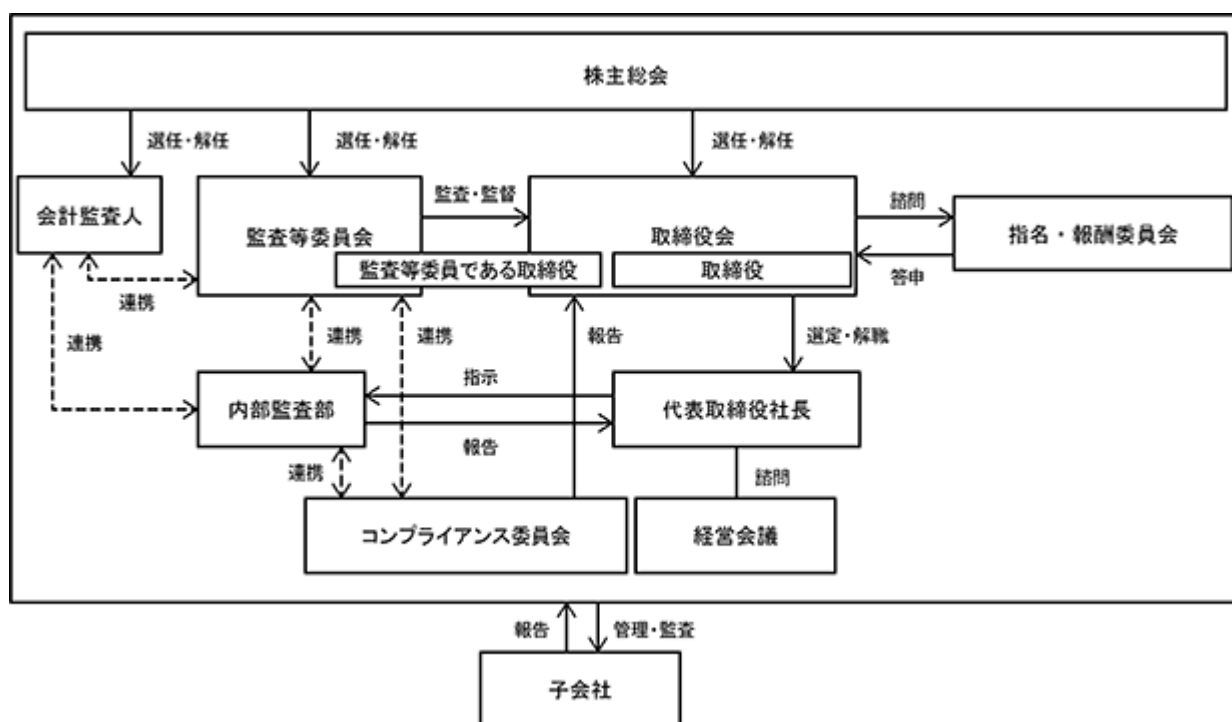 株主総会
選任・解任
選任・解任
選任・解任
会計監査人
監査等委員会
監査・監督
取締役会
諮問
指名・報酬委員会
監査等委員である取締役
取締役
答申
連携
連携
連携
連携
報告
選定・解職
内部監査部
指示
代表取締役社長
報告
連携
諮問
コンプライアンス委員会
経営会議
報告
管理・監査
子会社